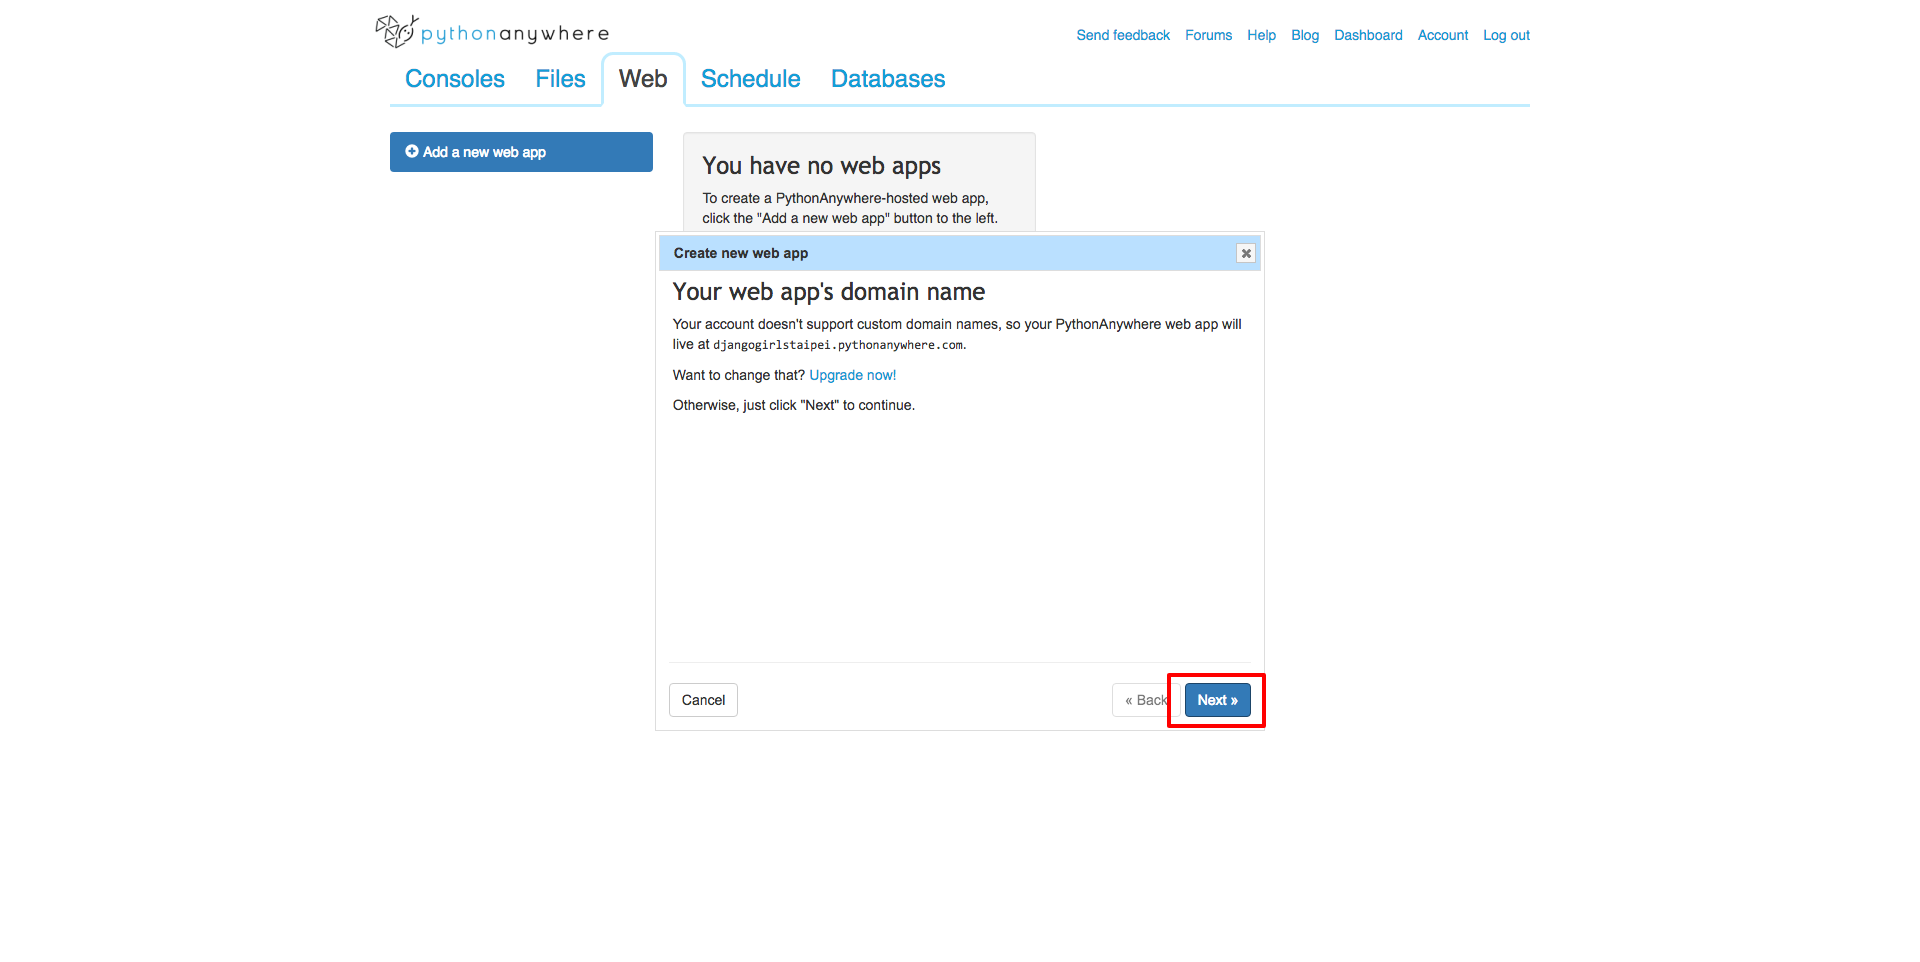 pythonanywhere
Send feedback Forums Help Blog Dashboard Account Log out
Consoles Files Web Schedule Databases
Add a new web app
You have no web apps
To create a PythonAnywhere-hosted web app,
click the "Add a new web app" button to the left.
Create new web app
Your web app's domain name
Your account doesn't support custom domain names, so your PythonAnywhere web app will
live at djangogirlstaipei.pythonanywhere.com.
Want to change that? Upgrade now!
Otherwise, just click "Next" to continue.
Cancel « Back Next »